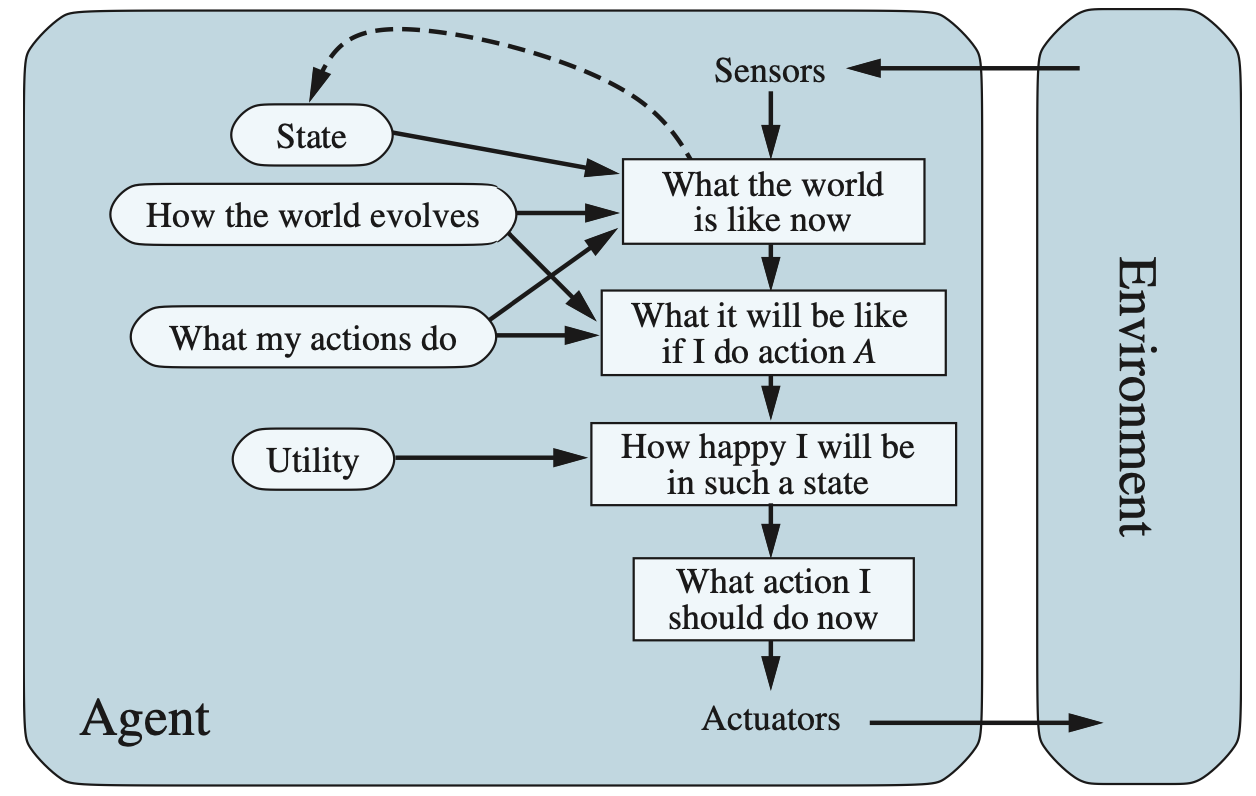 Sensors
State
What the world
is like now
How the world evolves
What it will be like
if I do action A
What my actions do
How happy I will be
in such a state
Utility
What action I
should do now
Agent
Actuators
Environment